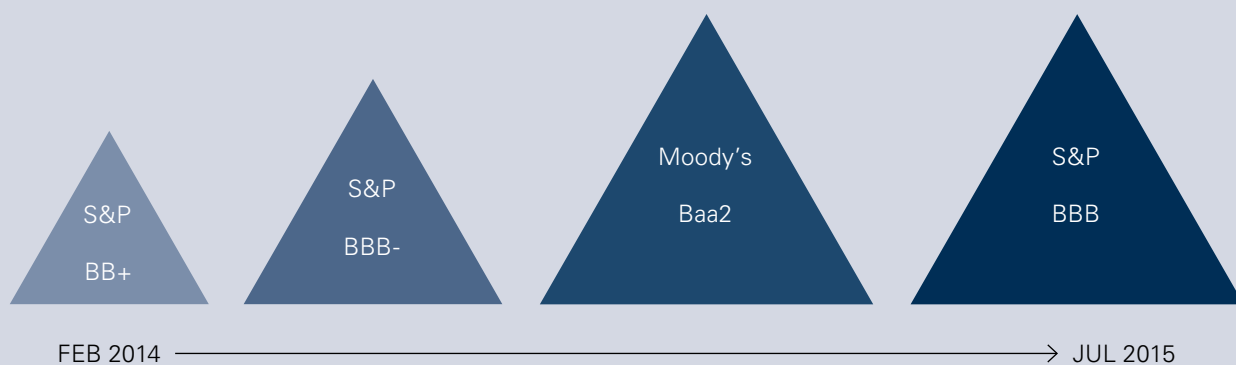 S&P
BB+
S&P
BBB-
Moody's
Baa2
S&P
BBB
FEB 2014
JUL 2015